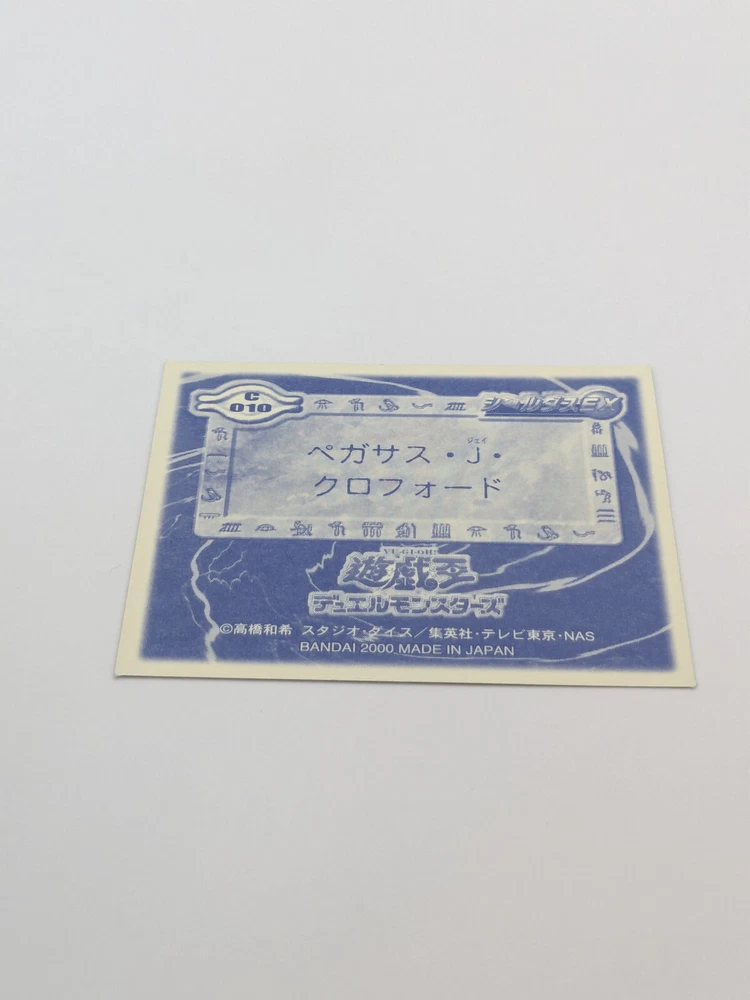 C
010
シールダスEX
ペガサス・J・
ジェイ
クロフォード
YU-GI-OH!
遊戯王
デュエルモンスターズ
©高橋和希 スタジオ・ダイス/集英社・テレビ東京・NAS
BANDAI 2000 MADE IN JAPAN